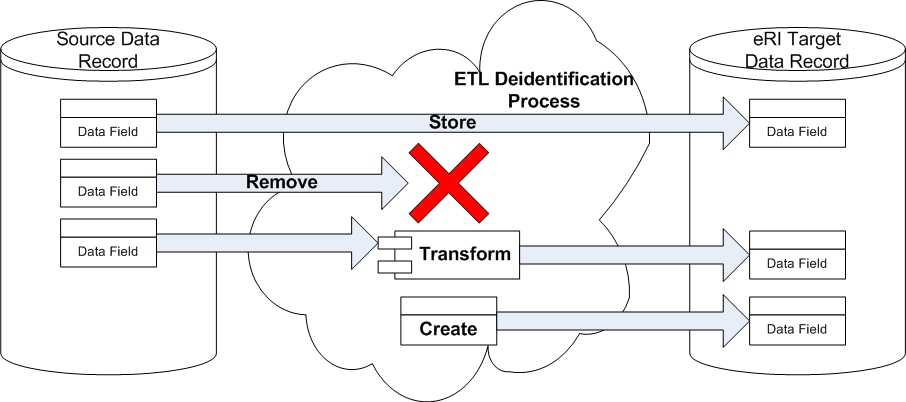 Source Data
Record
eRI Target
Data Record
ETL Deidentification
Process
Data Field
Store
Data Field
Data Field
Remove
Data Field
Transform
Data Field
Create
Data Field